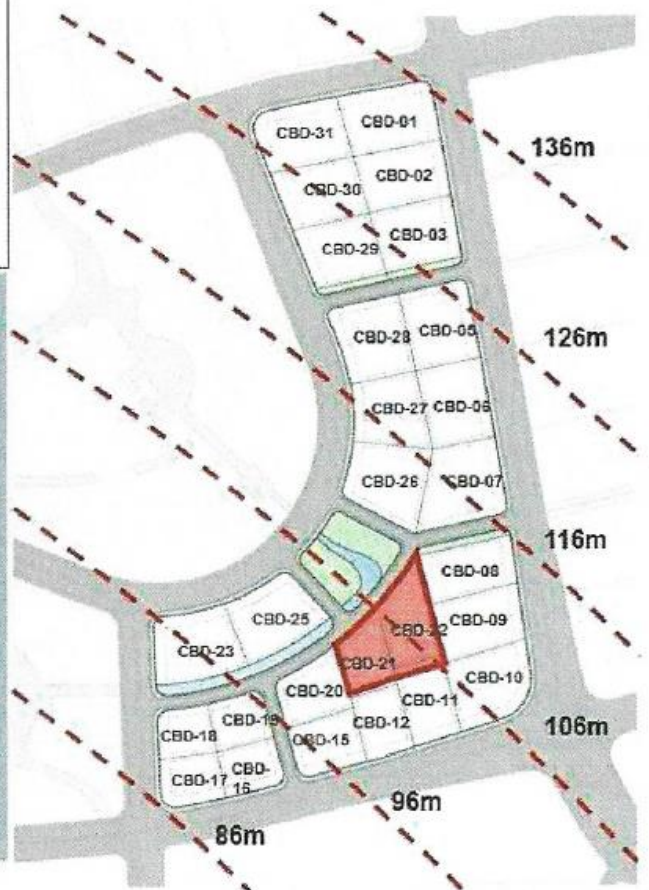 CBD-31 CBD-01
136m
CBD-30 CBD-02
CBD-29 CBD-03
CBD-28 CBD-05
126m
CBD-27 CBD-06
CBD-26 CBD-07
116m
CBD-08
CBD-25 CBD-22 CBD-09
CBD-23 CBD-21
CBD-20 CBD-11 CBD-10
CBD-18 CBD-19 CBD-15 CBD-12
106m
CBD-17 CBD-
16
96m
86m